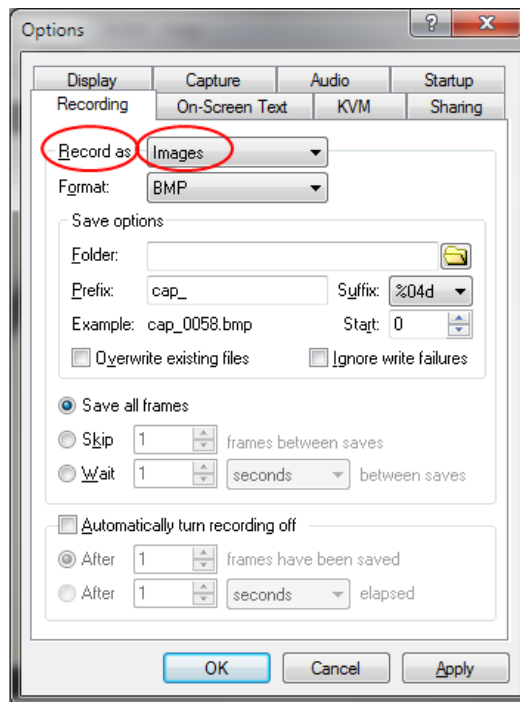 Options
Display Capture Audio Startup
Recording On-Screen Text KVM Sharing
Record as Images
Format: BMP
Save options
Folder:
Prefix: cap_ Suffix: %04d
Example: cap_0058.bmp Start: 0
Overwrite existing files Ignore write failures
Save all frames
Skip 1 frames between saves
Wait 1 seconds between saves
Automatically turn recording off
After 1 frames have been saved
After 1 seconds elapsed
OK Cancel Apply